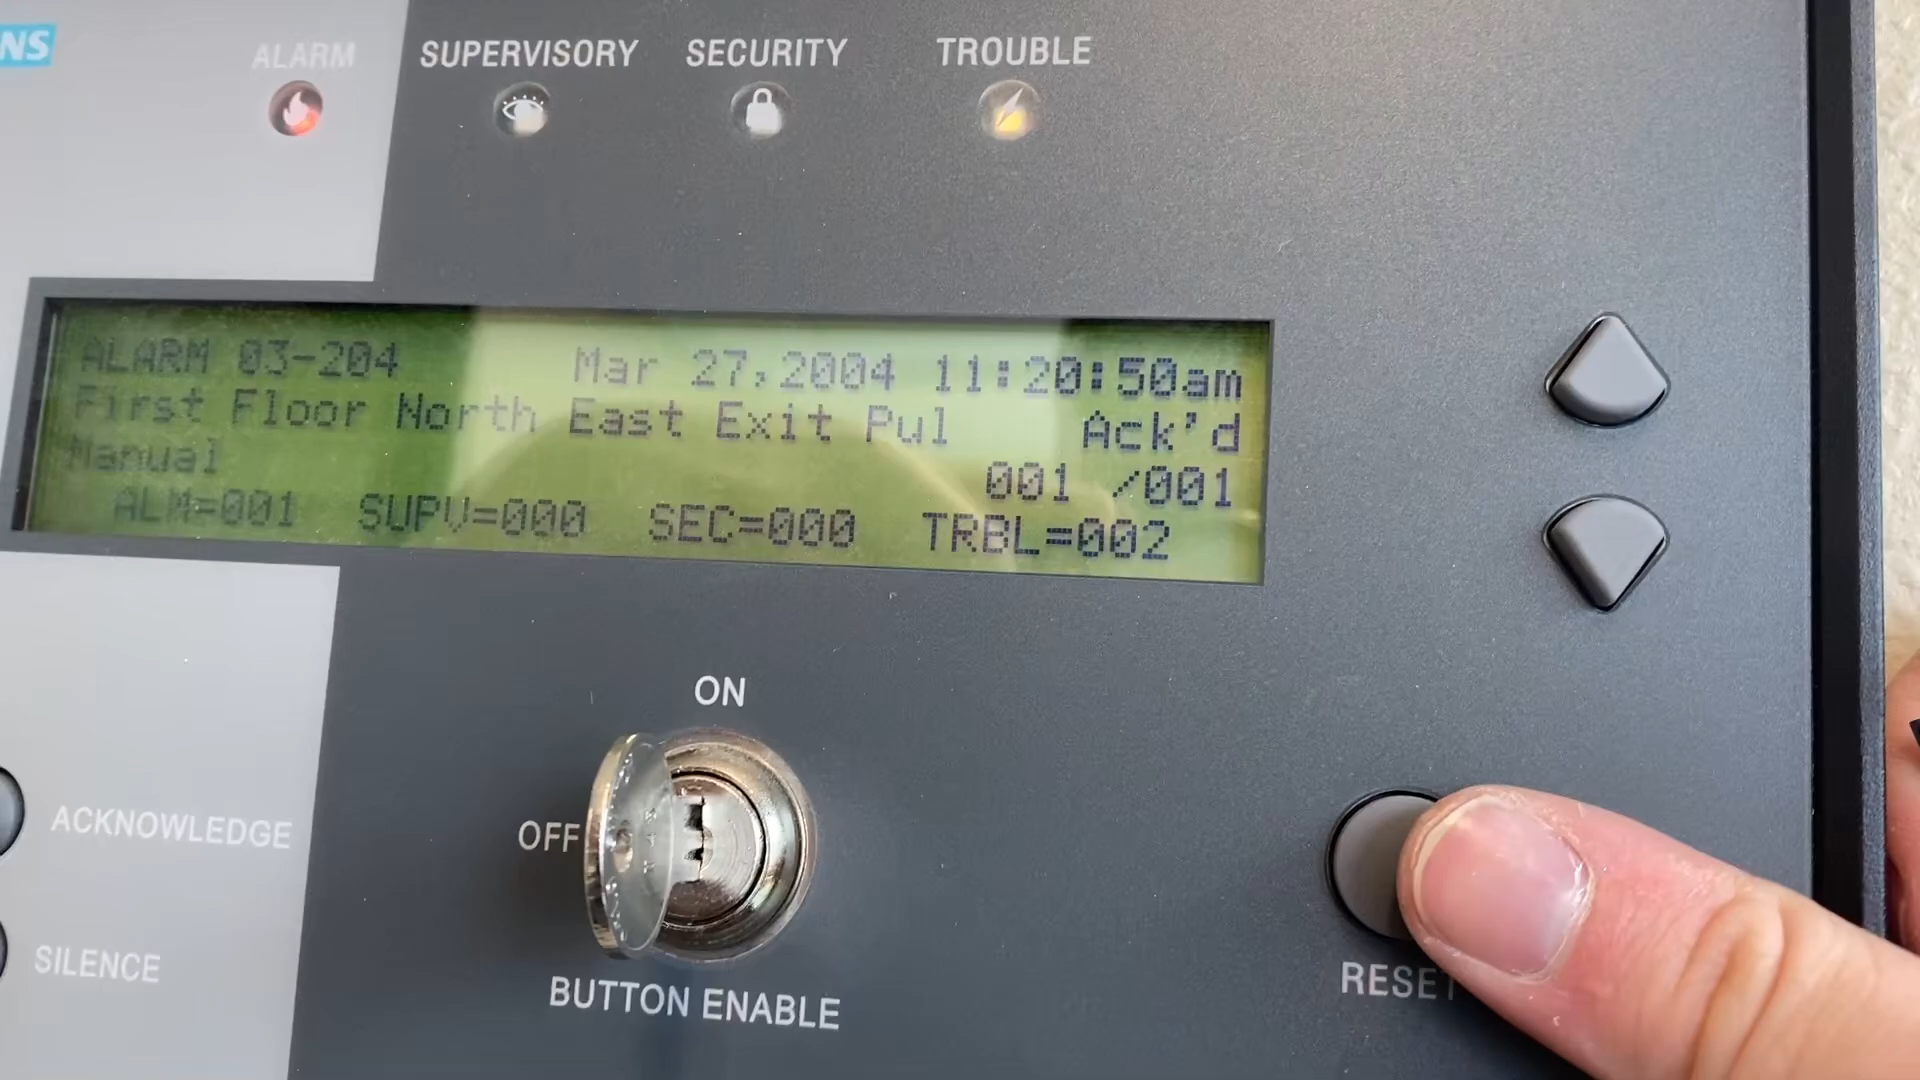 NS
ALARM SUPERVISORY SECURITY TROUBLE
ALARM 03-204 Mar 27,2004 11:20:50am
First Floor North East Exit Pul Ack'd
Manual 001 /001
ALM=001 SUPV=000 SEC=000 TRBL=002
ON
OFF
BUTTON ENABLE
ACKNOWLEDGE
SILENCE
RESET